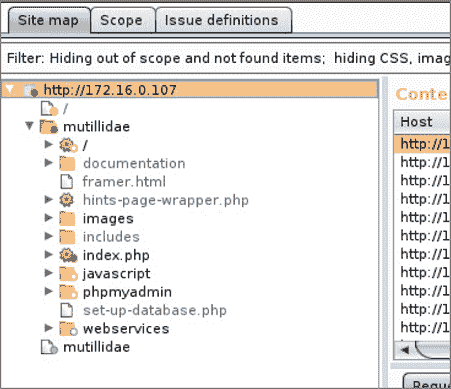 Site map Scope Issue definitions
Filter: Hiding out of scope and not found items; hiding CSS, imag
http://172.16.0.107
/
mutillidae
/
documentation
framer.html
hints-page-wrapper.php
images
includes
index.php
javascript
phpmyadmin
set-up-database.php
webservices
mutillidae
Conte
Host
http://1
http://1
http://1
http://1
http://1
http://1
http://1
http://1
http://1
http://1
http://1
Reque